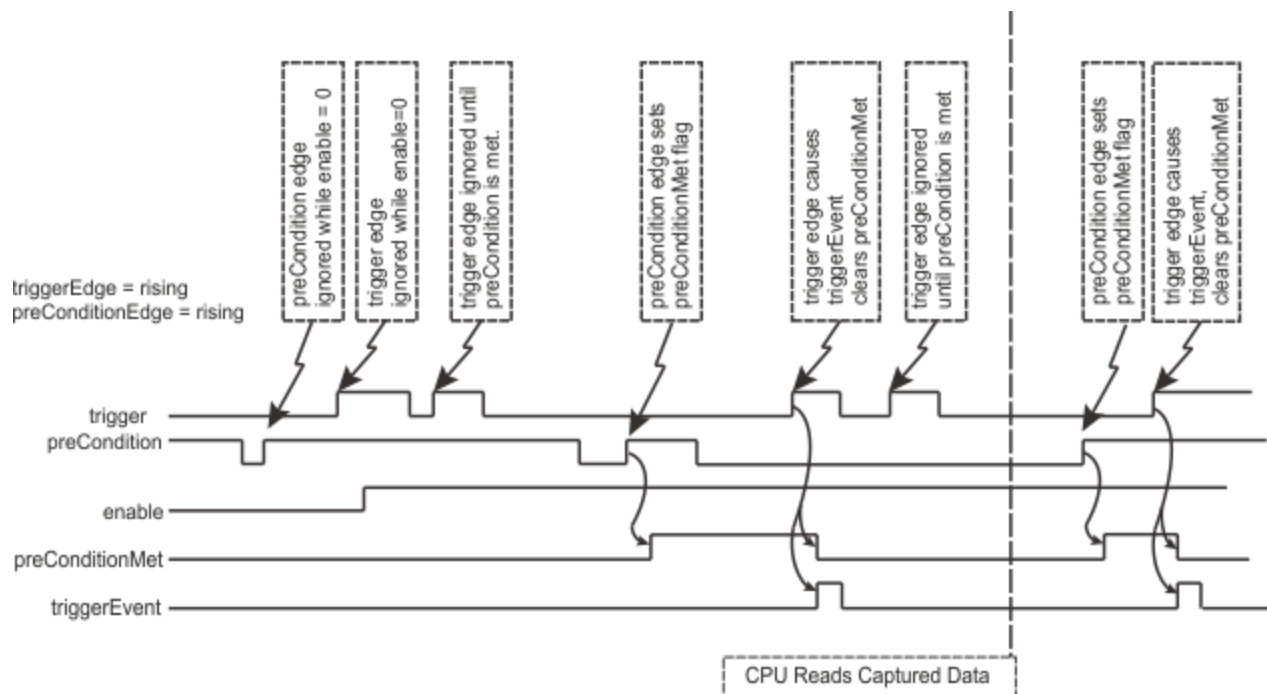 preCondition edge
ignored while enable = 0
trigger edge
ignored while enable=0
trigger edge ignored until
preCondition is met.
preCondition edge sets
preConditionMet flag
trigger edge causes
triggerEvent
clears preConditionMet
trigger edge ignored
until preCondition is met
preCondition edge sets
preConditionMet flag
trigger edge causes
triggerEvent,
clears preConditionMet
triggerEdge = rising
preConditionEdge = rising
trigger
preCondition
enable
preConditionMet
triggerEvent
CPU Reads Captured Data